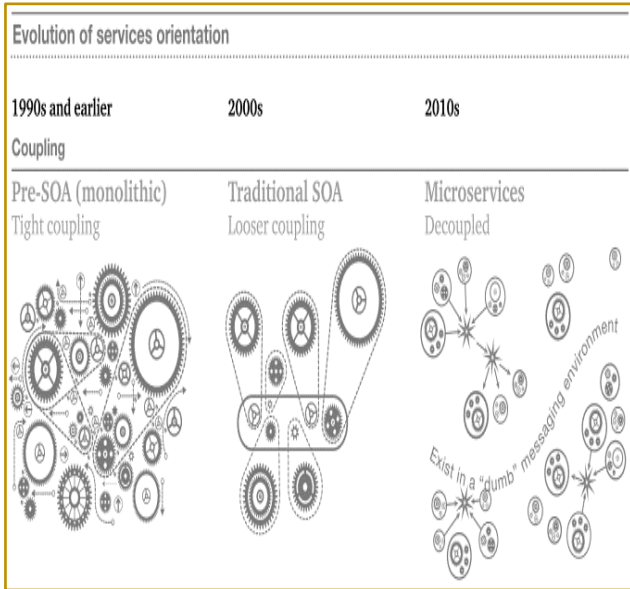 Evolution of services orientation
1990s and earlier
2000s
2010s
Coupling
Pre-SOA (monolithic)
Tight coupling
Traditional SOA
Looser coupling
Microservices
Decoupled
Exist in a "dumb" messaging environment